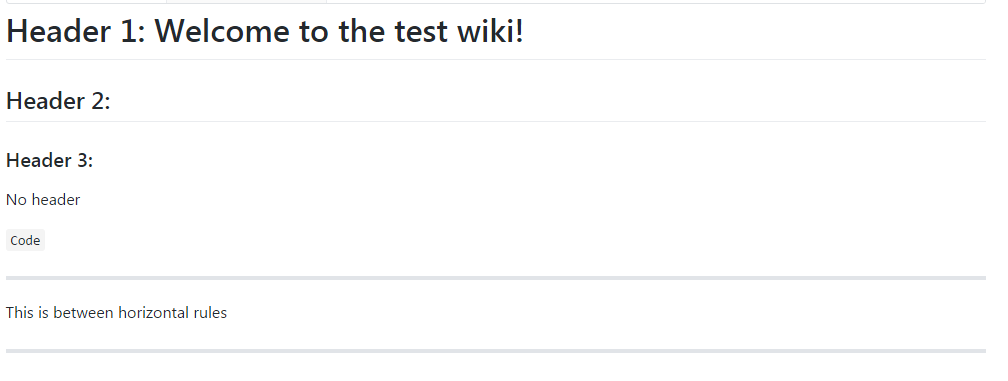 Header 1: Welcome to the test wiki!
Header 2:
Header 3:
No header
Code
This is between horizontal rules